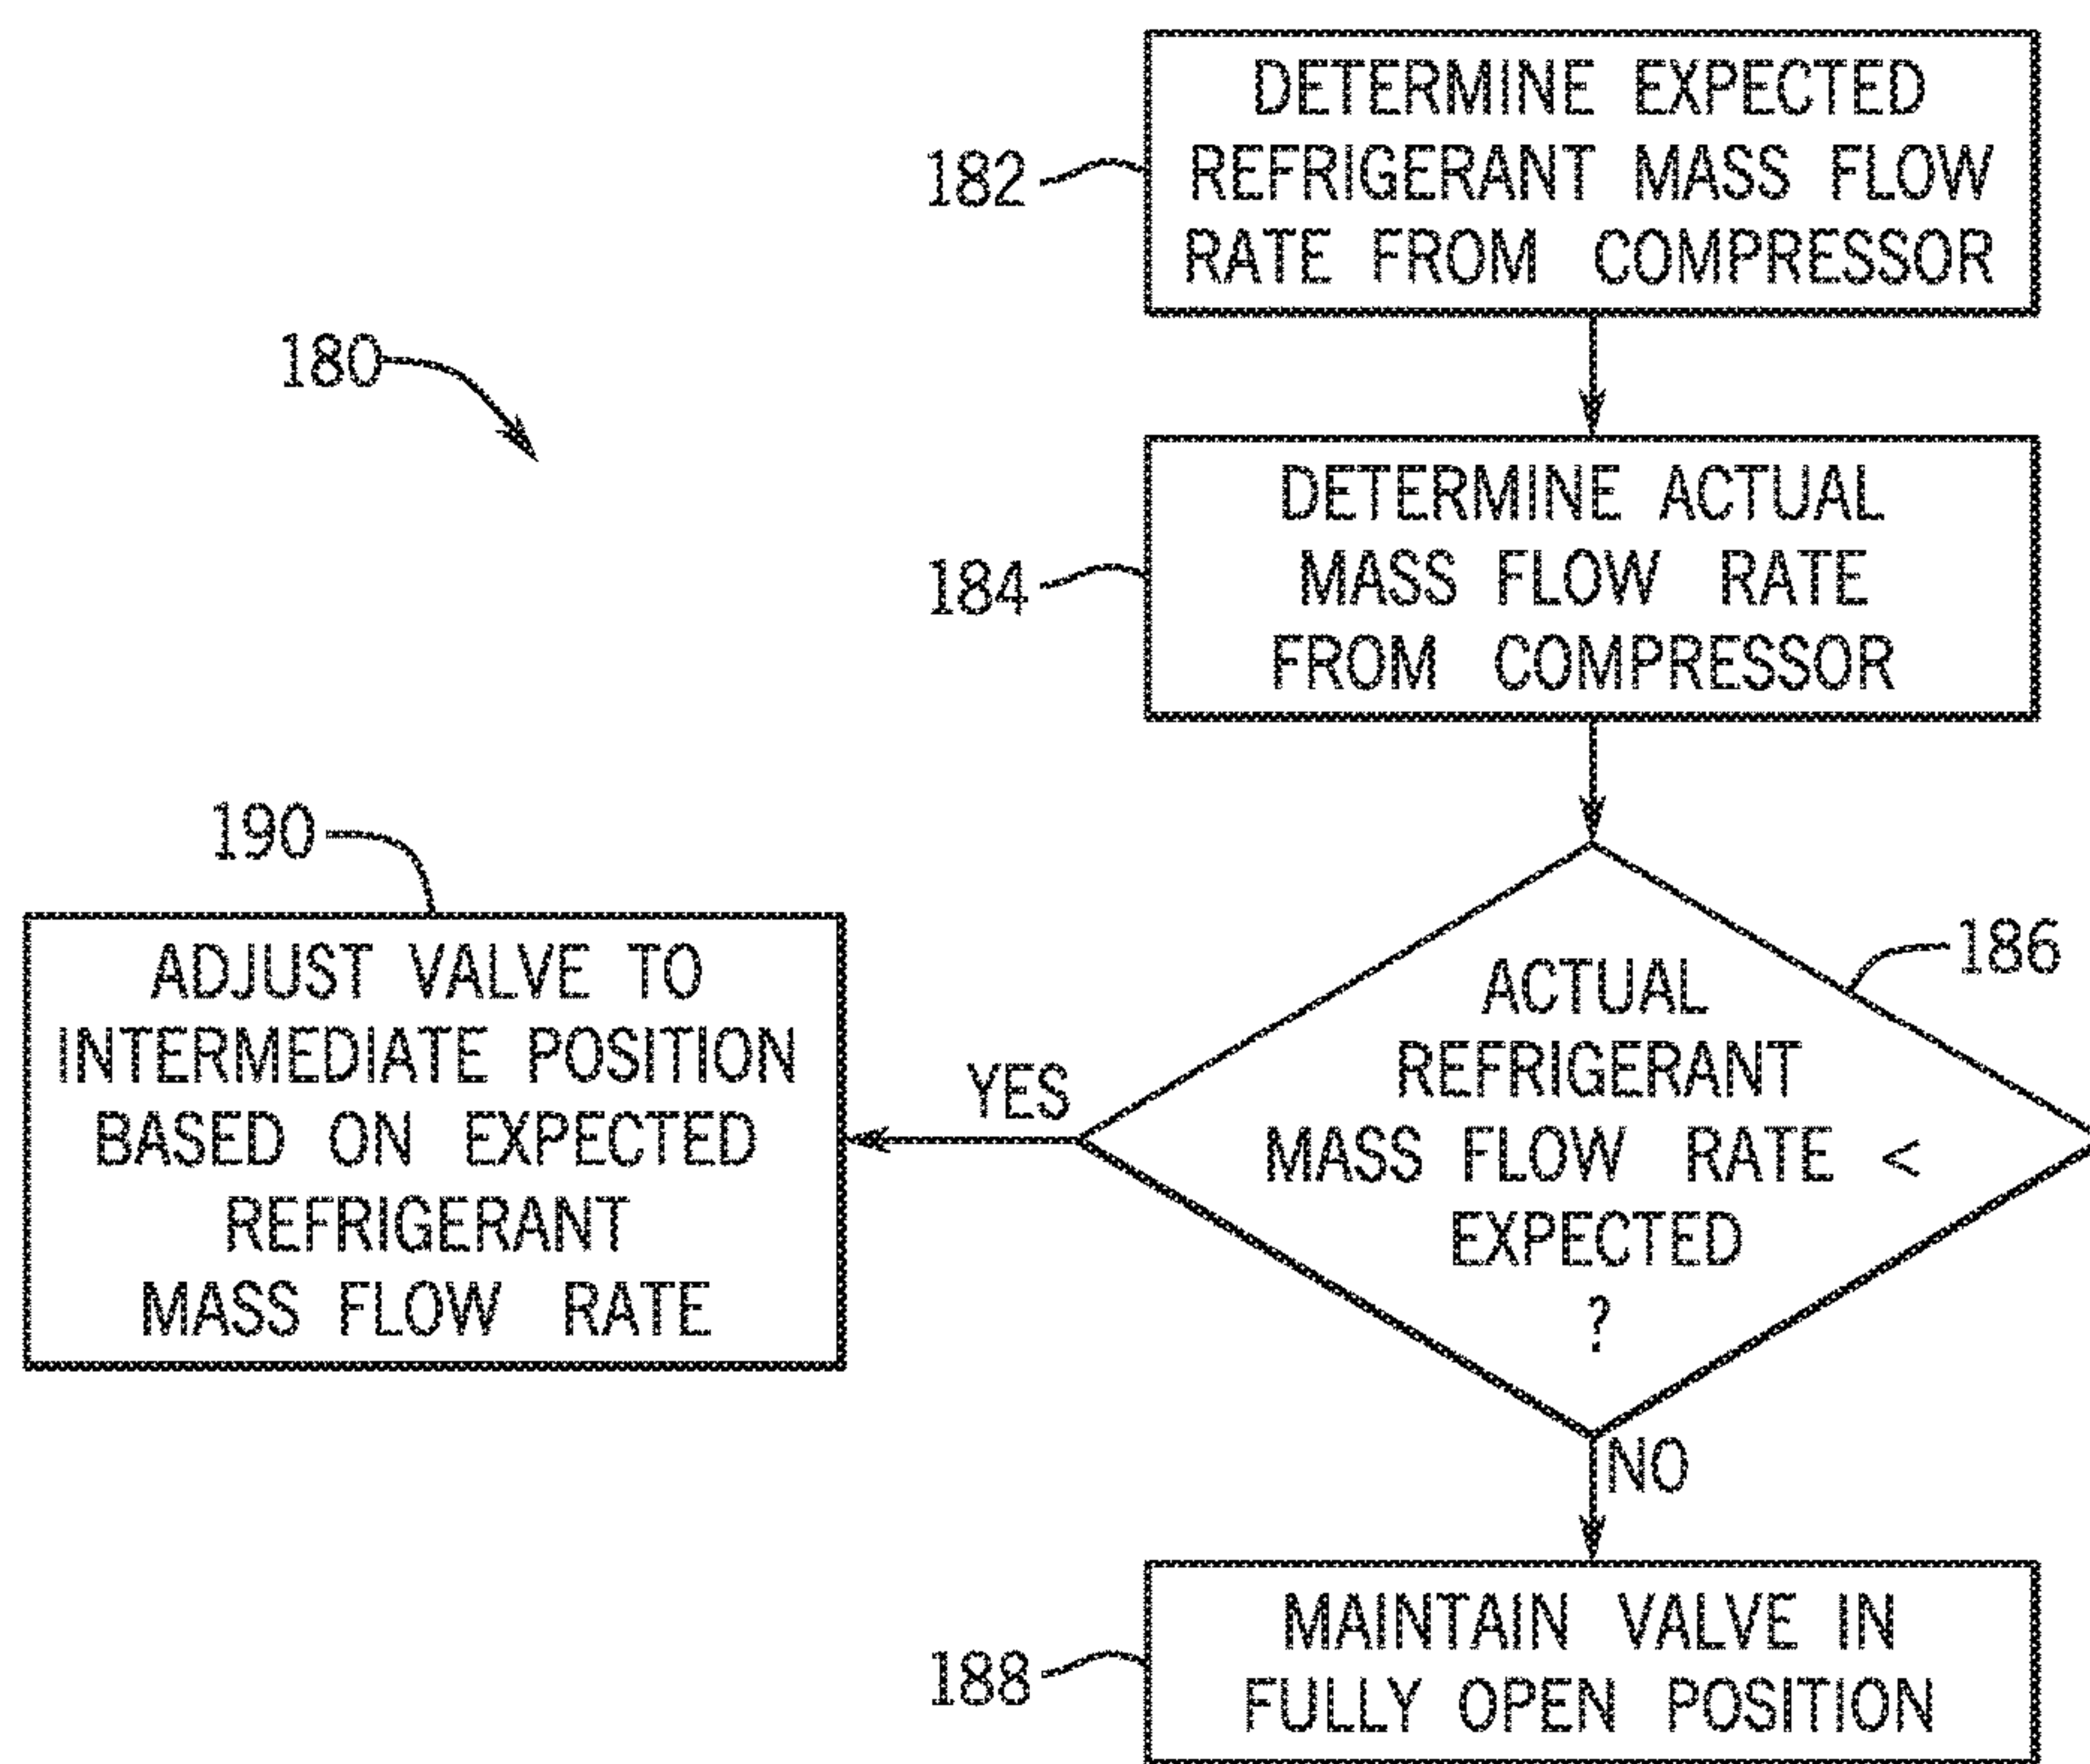 182
DETERMINE EXPECTED
REFRIGERANT MASS FLOW
RATE FROM COMPRESSOR
180
184
DETERMINE ACTUAL
MASS FLOW RATE
FROM COMPRESSOR
186
ACTUAL
REFRIGERANT
MASS FLOW RATE <
EXPECTED
?
YES
190
ADJUST VALVE TO
INTERMEDIATE POSITION
BASED ON EXPECTED
REFRIGERANT
MASS FLOW RATE
NO
188
MAINTAIN VALVE IN
FULLY OPEN POSITION